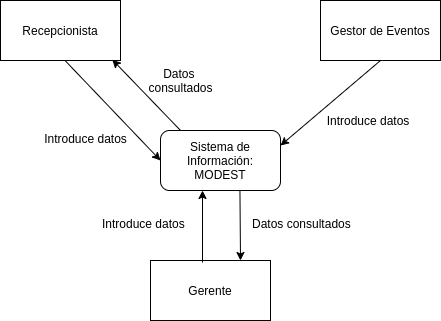 Recepcionista
Gestor de Eventos
Datos
consultados
Introduce datos
Introduce datos
Sistema de
Información:
MODEST
Introduce datos
Datos consultados
Gerente